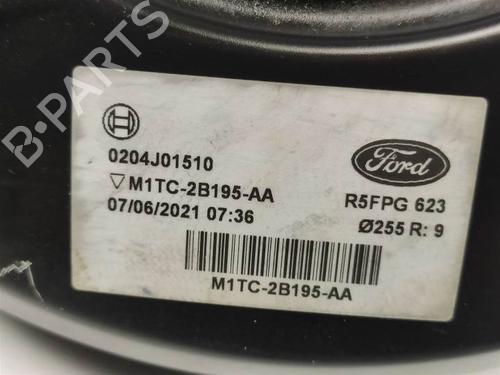 B-PARTS
0204J01510
▽M1TC-2B195-AA
07/06/2021 07:36
Ford
R5FPG 623
Ø255 R: 9
M1TC-2B195-AA